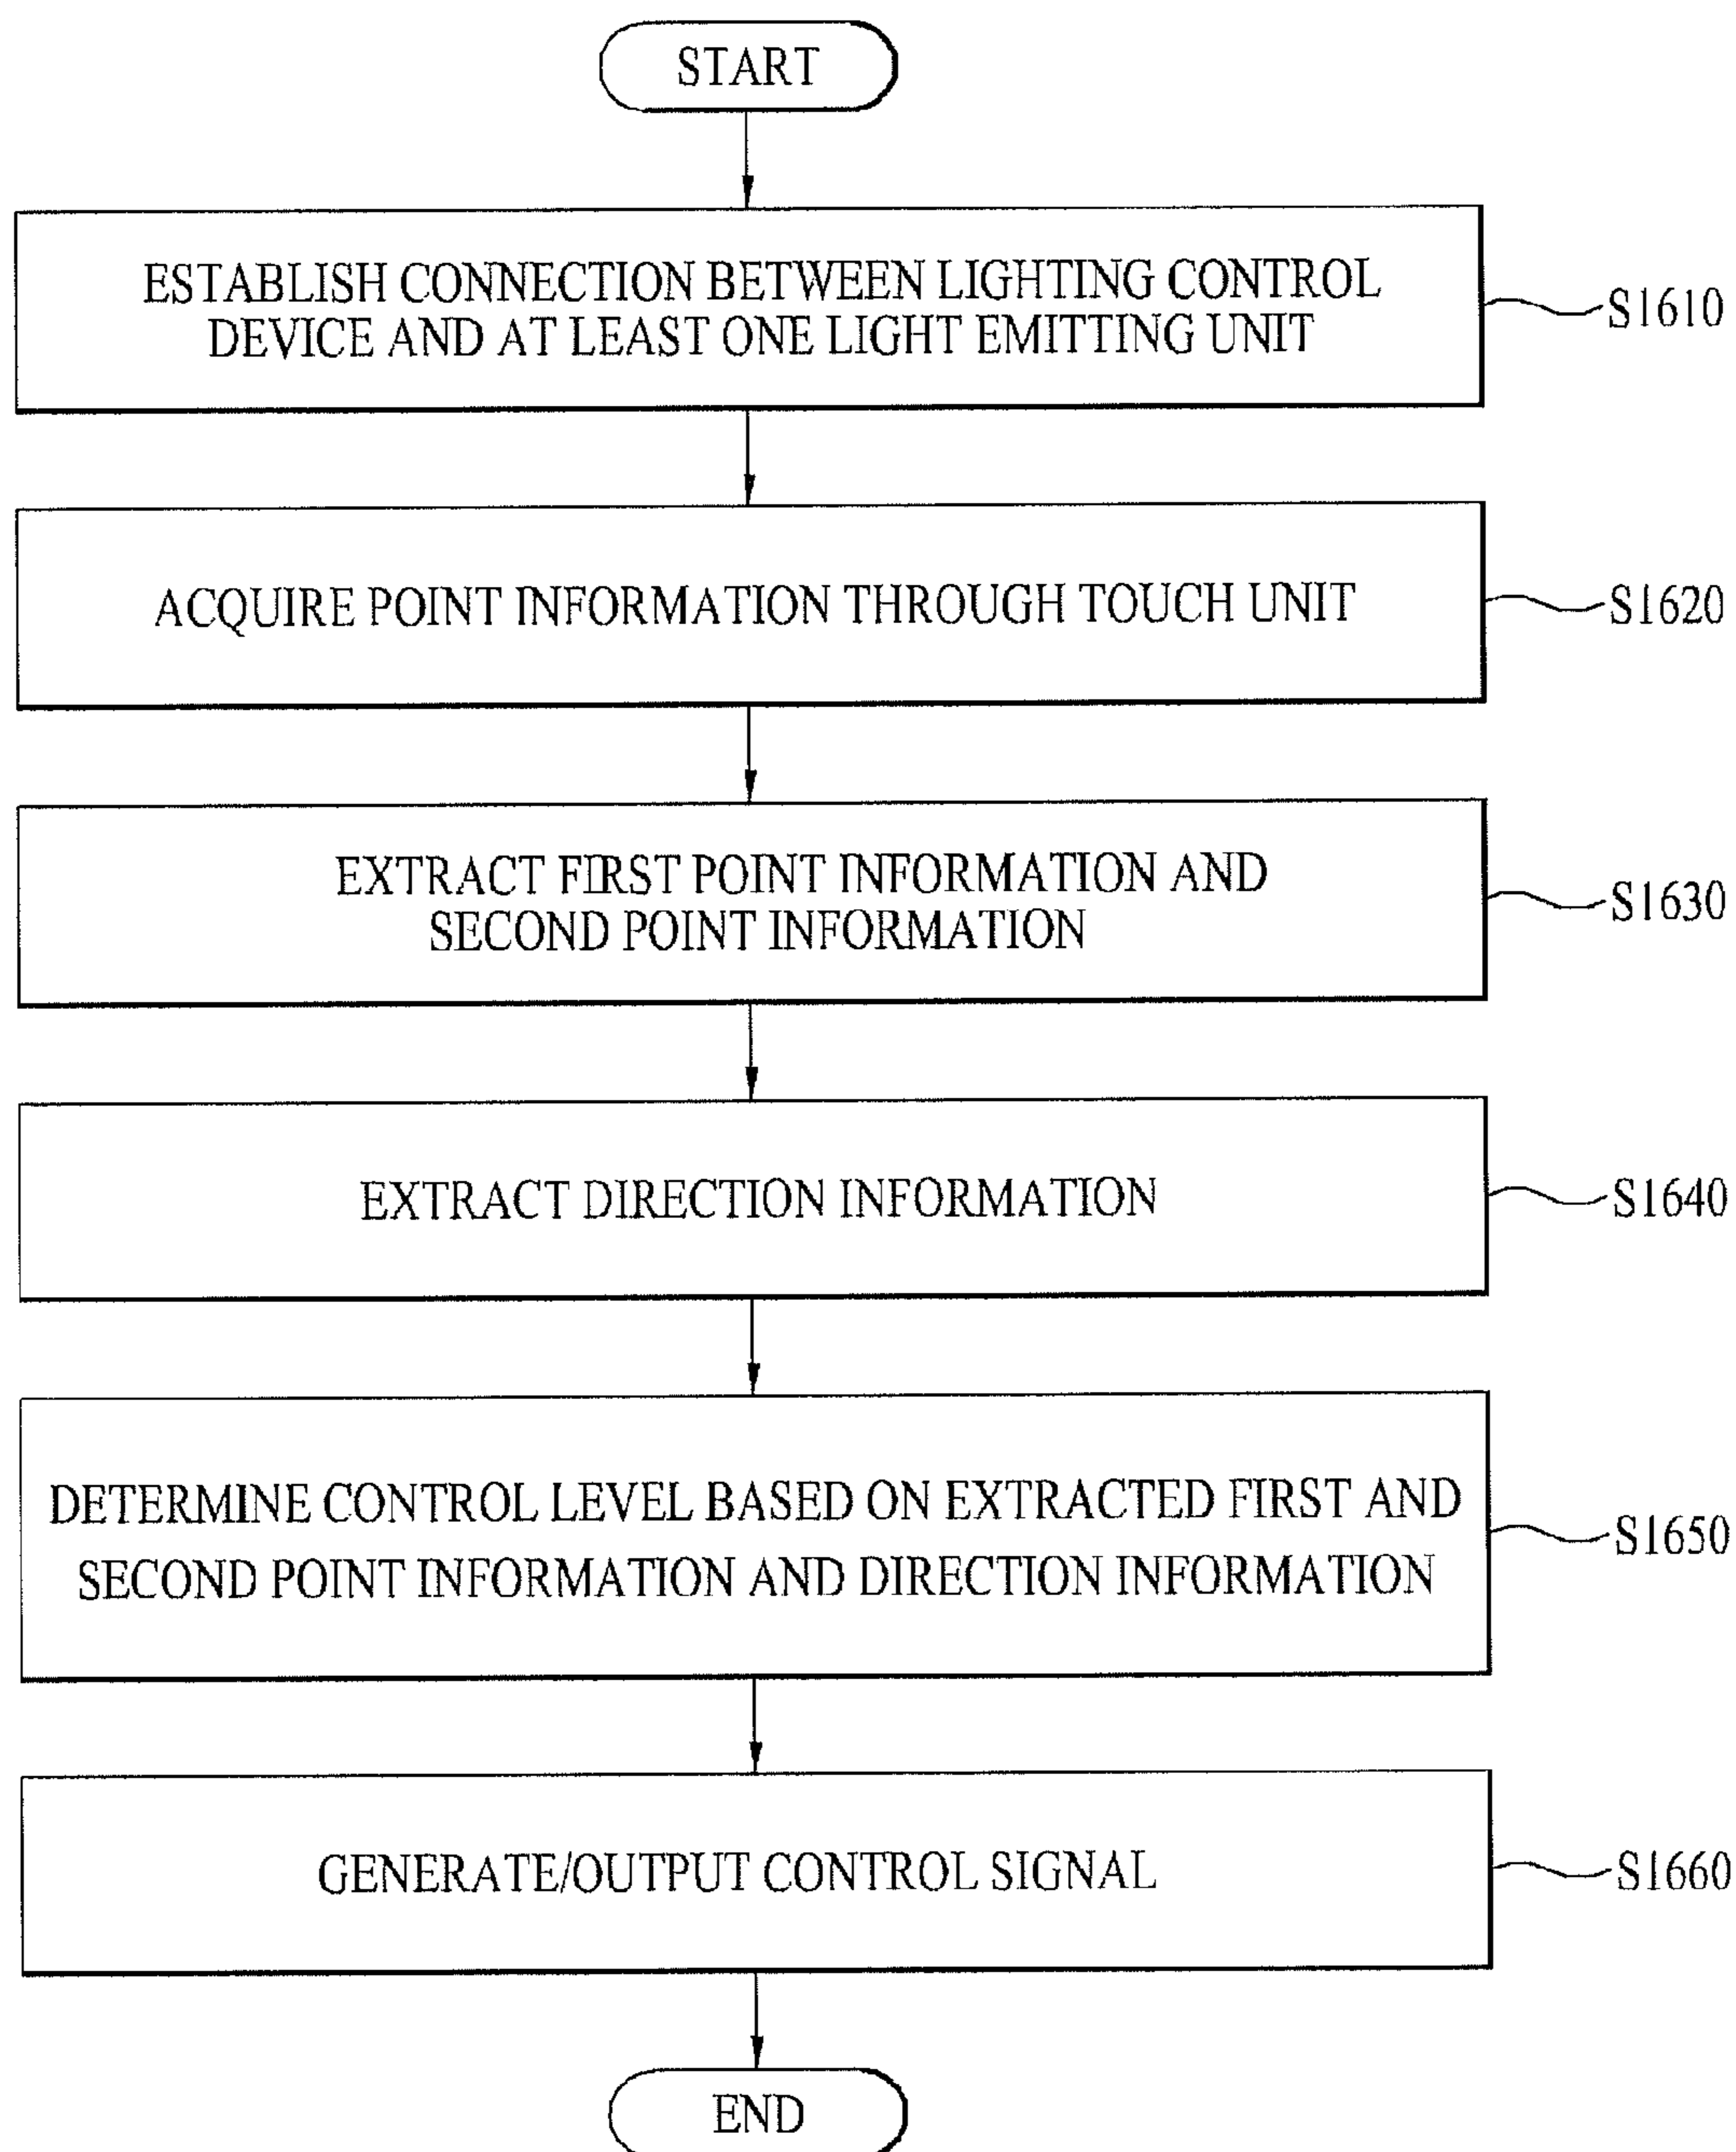 START
ESTABLISH CONNECTION BETWEEN LIGHTING CONTROL
DEVICE AND AT LEAST ONE LIGHT EMITTING UNIT
S1610
ACQUIRE POINT INFORMATION THROUGH TOUCH UNIT
S1620
EXTRACT FIRST POINT INFORMATION AND
SECOND POINT INFORMATION
S1630
EXTRACT DIRECTION INFORMATION
S1640
DETERMINE CONTROL LEVEL BASED ON EXTRACTED FIRST AND
SECOND POINT INFORMATION AND DIRECTION INFORMATION
S1650
GENERATE/OUTPUT CONTROL SIGNAL
S1660
END